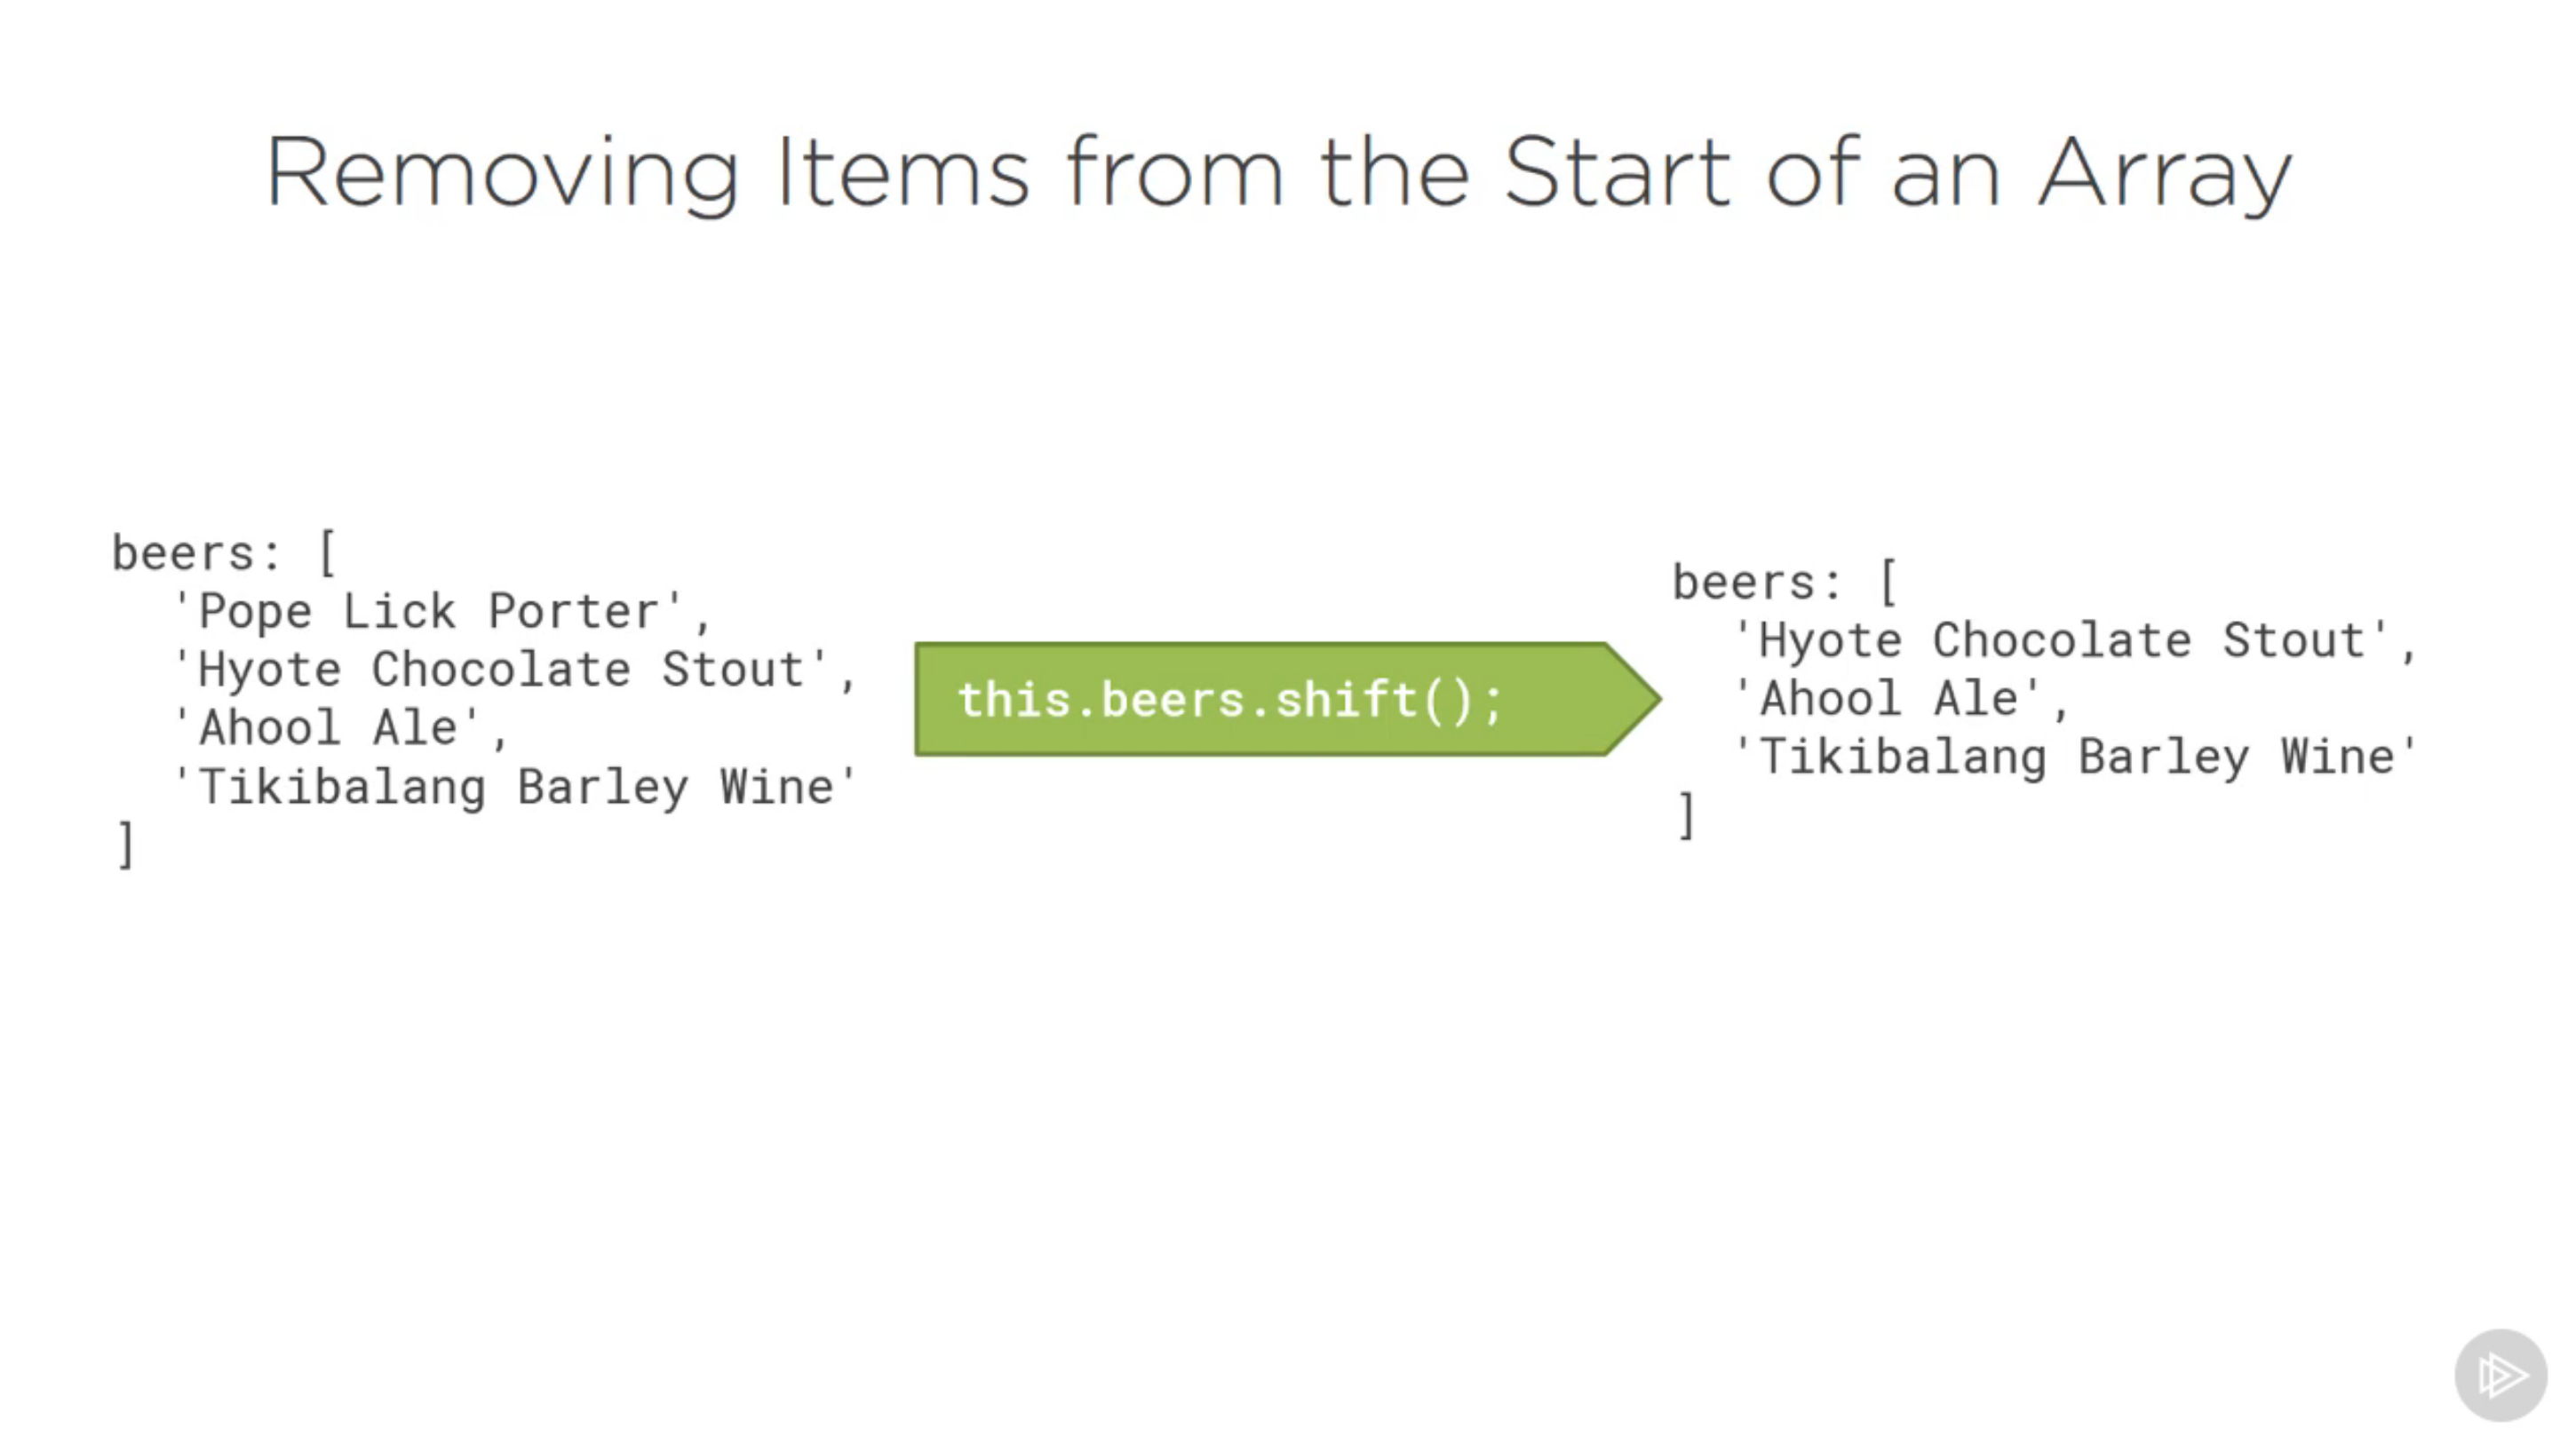 Removing Items from the Start of an Array
beers: [
'Pope Lick Porter',
'Hyote Chocolate Stout',
'Ahool Ale',
'Tikibalang Barley Wine'
]
this.beers.shift();
beers: [
'Hyote Chocolate Stout',
'Ahool Ale',
'Tikibalang Barley Wine'
]